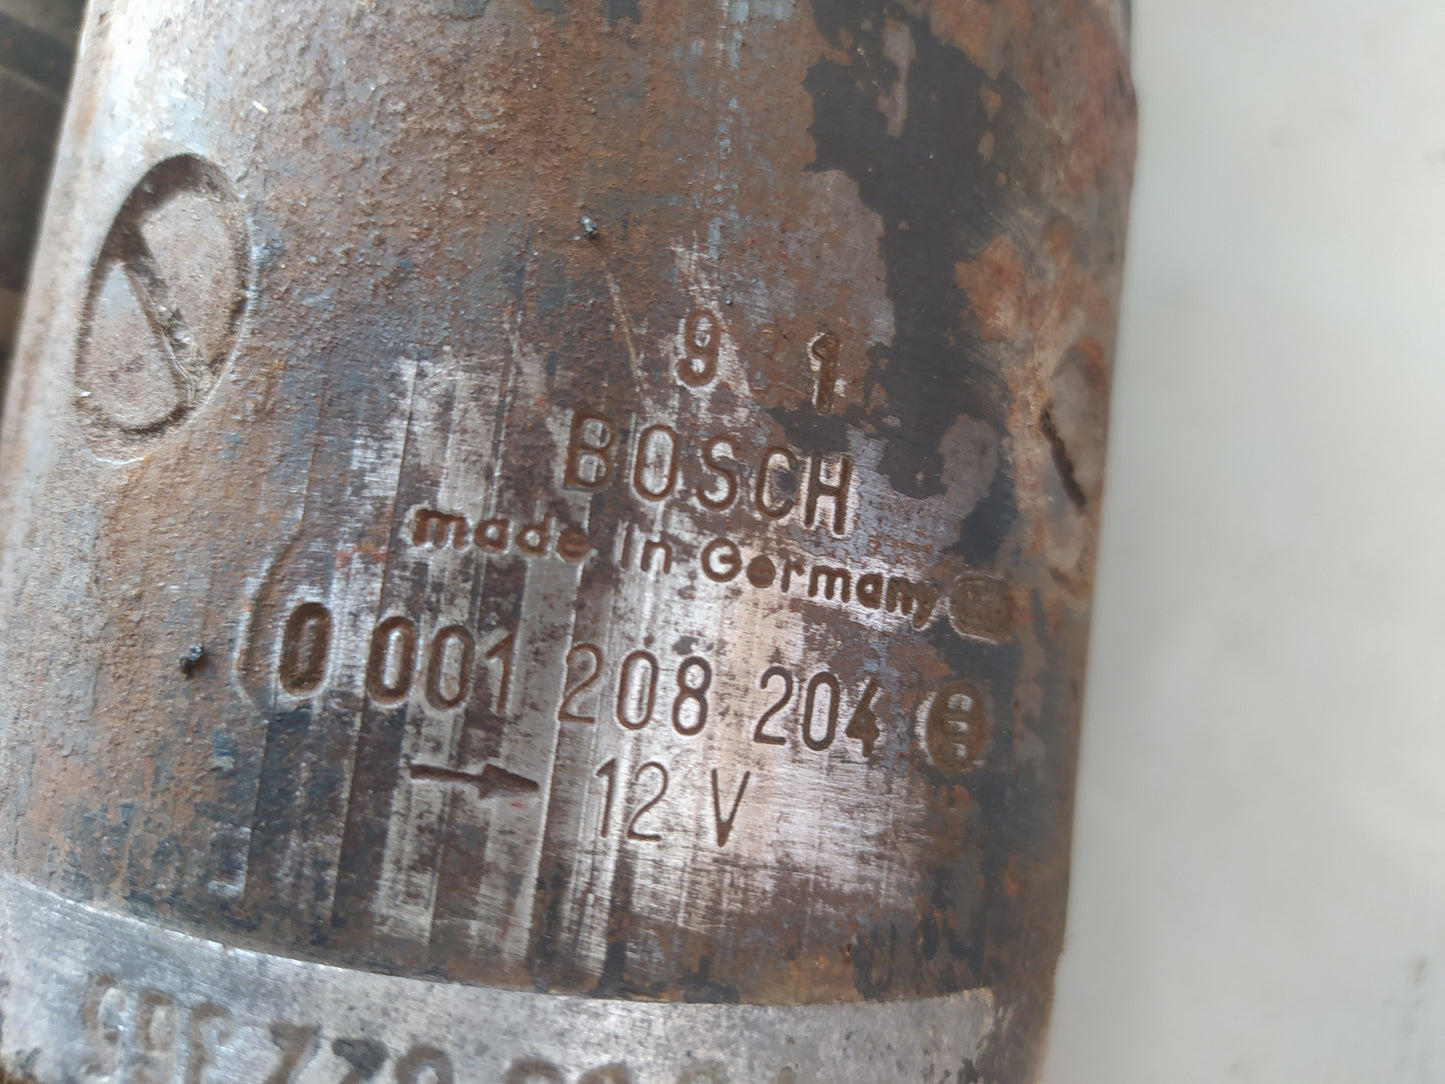 9 1
BOSCH
made in Germany
0 001 208 204
→ 12 V